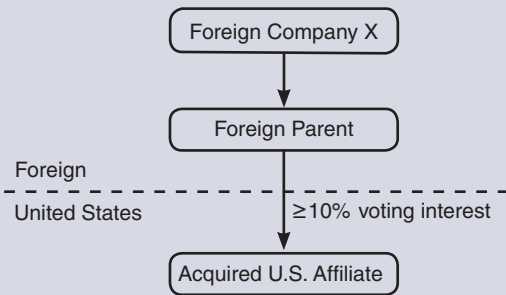 Foreign Company X
Foreign Parent
Foreign
United States
≥10% voting interest
Acquired U.S. Affiliate